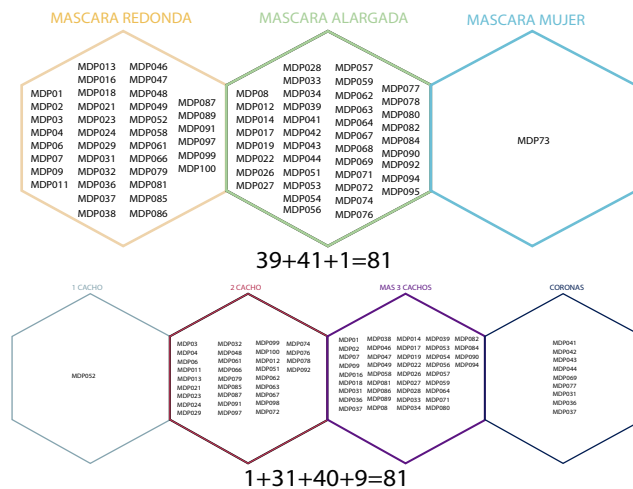 MASCARA REDONDA
MDP01
MDP02
MDP03
MDP04
MDP06
MDP07
MDP09
MDP011
MDP013
MDP016
MDP018
MDP021
MDP023
MDP024
MDP029
MDP031
MDP032
MDP036
MDP037
MDP038
MDP046
MDP047
MDP048
MDP049
MDP052
MDP058
MDP061
MDP066
MDP079
MDP081
MDP085
MDP086
MDP087
MDP089
MDP091
MDP097
MDP099
MDP100
MASCARA ALARGADA
MDP08
MDP012
MDP014
MDP017
MDP019
MDP022
MDP026
MDP027
MDP028
MDP033
MDP034
MDP039
MDP041
MDP042
MDP043
MDP044
MDP051
MDP053
MDP054
MDP056
MDP057
MDP059
MDP062
MDP063
MDP064
MDP067
MDP068
MDP069
MDP071
MDP072
MDP074
MDP076
MDP077
MDP078
MDP080
MDP082
MDP084
MDP090
MDP092
MDP094
MDP095
MASCARA MUJER
MDP73
39+41+1=81
1 CACHO
MDP052
2 CACHO
MDP03
MDP04
MDP06
MDP011
MDP013
MDP021
MDP023
MDP024
MDP029
MDP032
MDP048
MDP061
MDP066
MDP079
MDP085
MDP087
MDP091
MDP097
MDP099
MDP100
MDP012
MDP051
MDP062
MDP063
MDP067
MDP098
MDP072
MDP074
MDP076
MDP078
MDP092
MAS 3 CACHOS
MDP01
MDP02
MDP07
MDP09
MDP016
MDP018
MDP031
MDP036
MDP037
MDP038
MDP046
MDP047
MDP049
MDP058
MDP081
MDP086
MDP089
MDP08
MDP014
MDP017
MDP019
MDP022
MDP026
MDP027
MDP028
MDP033
MDP034
MDP039
MDP053
MDP054
MDP056
MDP057
MDP059
MDP064
MDP071
MDP080
MDP082
MDP084
MDP090
MDP094
CORONAS
MDP041
MDP042
MDP043
MDP044
MDP069
MDP077
MDP031
MDP036
MDP037
1+31+40+9=81